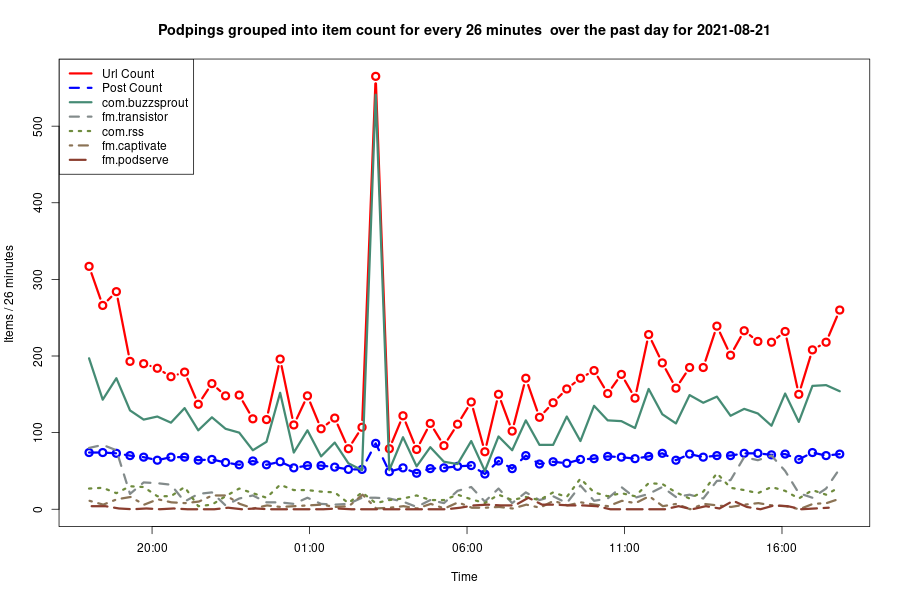 Podpings grouped into item count for every 26 minutes  over the past day for 2021-08-21
Url Count
Post Count
com.buzzsprout
fm.transistor
com.rss
fm.captivate
fm.podserve
Items / 26 minutes
500
400
300
200
100
0
20:00 01:00 06:00 11:00 16:00
Time